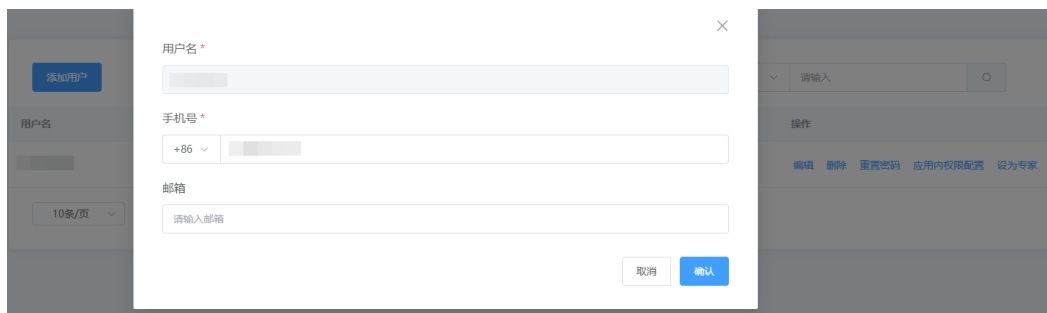 用户名 *
添加用户
请输入
手机号 *
用户名
操作
+86
编辑 删除 重置密码 应用内权限配置 设为专家
邮箱
10条/页
请输入邮箱
取消 确认